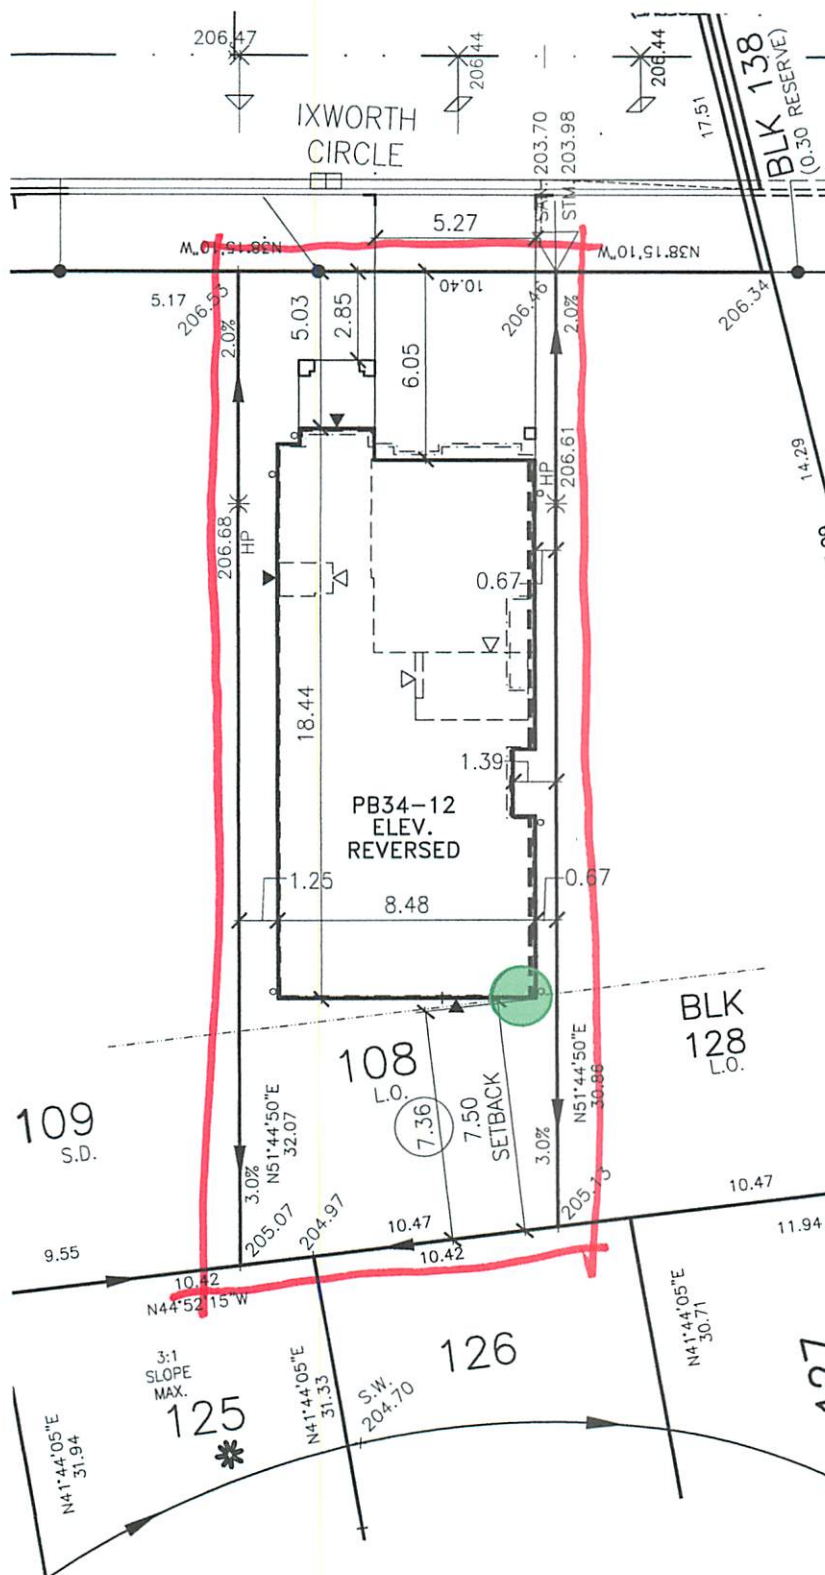 206.47
206.44
206.44
BLK 138
(0.30 RESERVE)
17.51
IXWORTH
CIRCLE
SAN. 203.70
STM. 203.98
5.27
N38°15'10"W
N38°15'10"W
5.17
206.53
2.0%
5.03
2.85
10.40
6.05
206.46
2.0%
206.34
14.29
206.68
HP
HP
206.61
0.67
18.44
1.39
PB34-12
ELEV.
REVERSED
1.25
8.48
0.67
BLK
128
L.O.
108
L.O.
109
S.D.
7.36
7.50
SETBACK
N51°44'50"E
32.07
3.0%
N51°44'50"E
30.86
3.0%
205.07
204.97
205.13
9.55
10.47
10.47
10.42
10.42
11.94
N44°52'15"W
3:1
SLOPE
MAX.
125
126
127
S.W.
204.70
N41°44'05"E
31.94
N41°44'05"E
31.33
N41°44'05"E
30.71